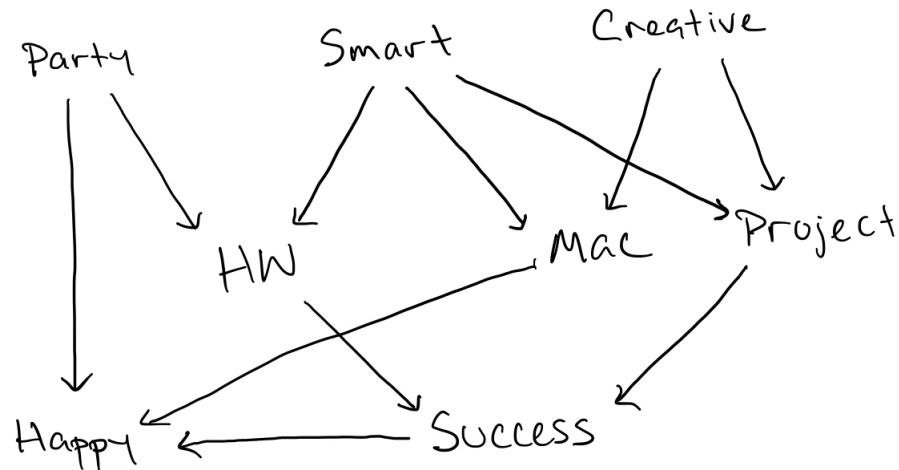 Party
Smart
Creative
HW
Mac
Project
Happy
Success